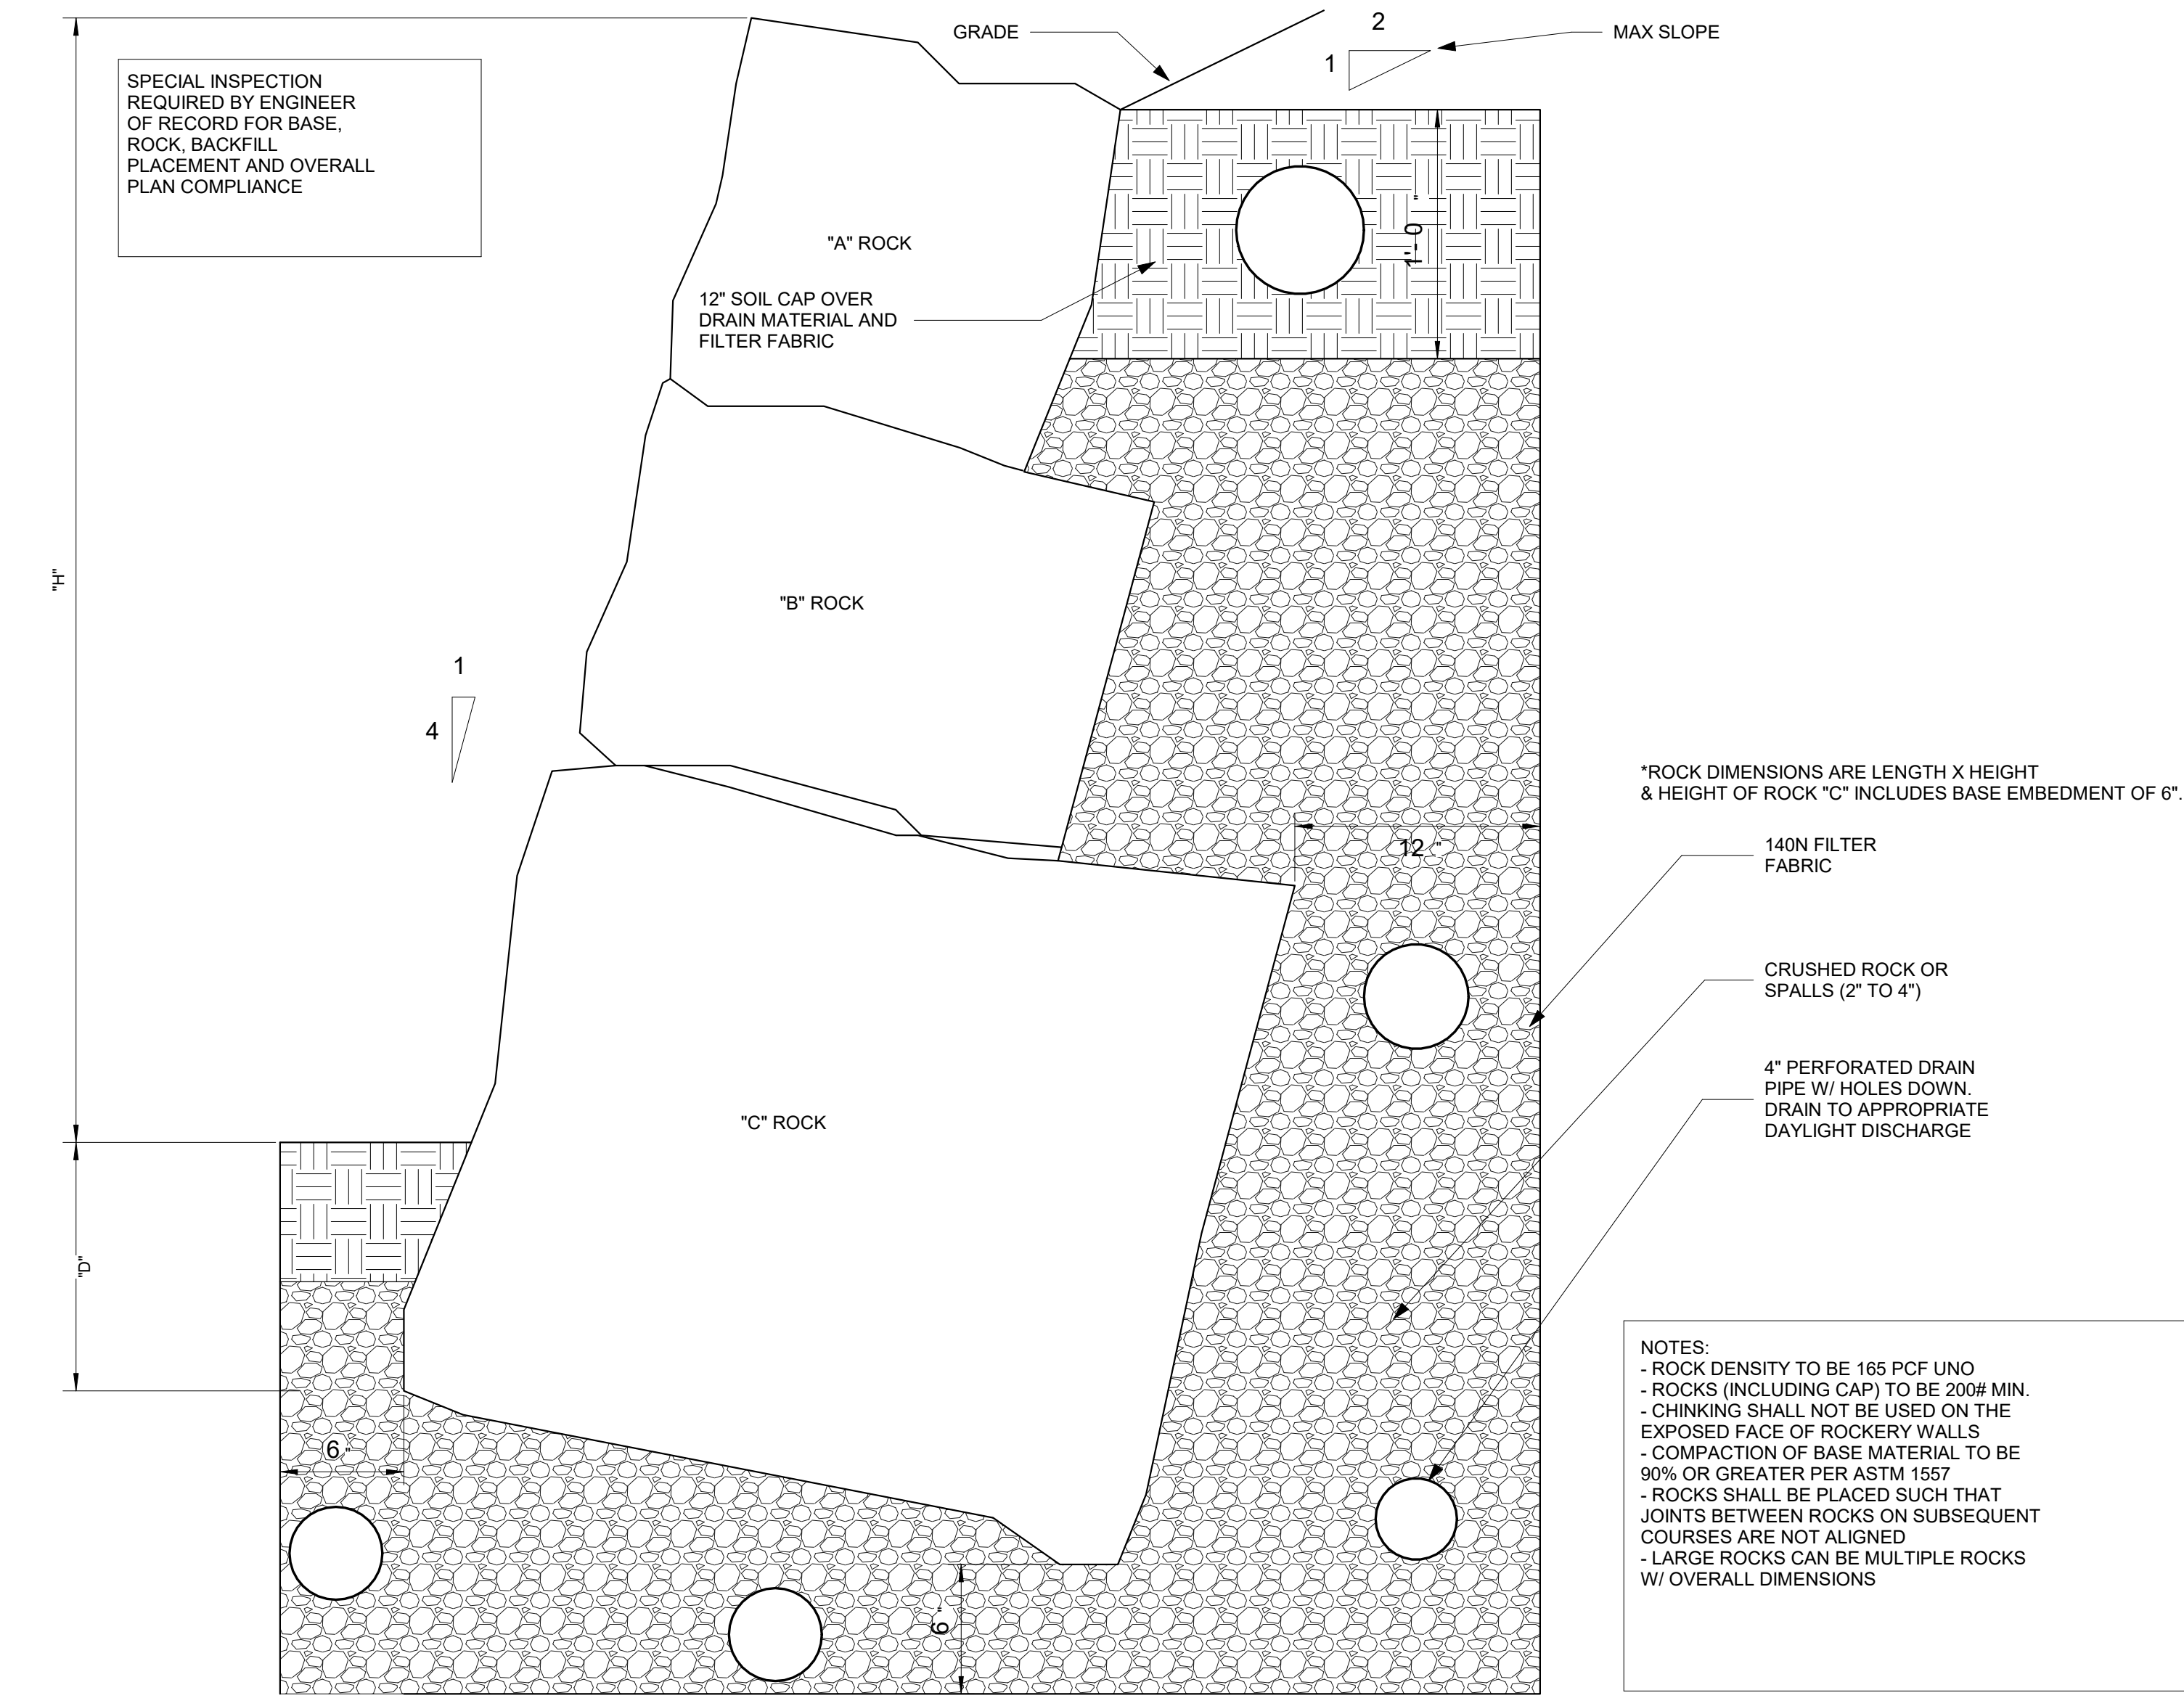 GRADE
2
1
MAX SLOPE
SPECIAL INSPECTION
REQUIRED BY ENGINEER
OF RECORD FOR BASE,
ROCK, BACKFILL
PLACEMENT AND OVERALL
PLAN COMPLIANCE
"A" ROCK
1'-0"
12" SOIL CAP OVER
DRAIN MATERIAL AND
FILTER FABRIC
"H"
"B" ROCK
1
4
*ROCK DIMENSIONS ARE LENGTH X HEIGHT
& HEIGHT OF ROCK "C" INCLUDES BASE EMBEDMENT OF 6".
12"
140N FILTER
FABRIC
CRUSHED ROCK OR
SPALLS (2" TO 4")
4" PERFORATED DRAIN
PIPE W/ HOLES DOWN.
DRAIN TO APPROPRIATE
DAYLIGHT DISCHARGE
"C" ROCK
"D"
6"
6"
NOTES:
- ROCK DENSITY TO BE 165 PCF UNO
- ROCKS (INCLUDING CAP) TO BE 200# MIN.
- CHINKING SHALL NOT BE USED ON THE
EXPOSED FACE OF ROCKERY WALLS
- COMPACTION OF BASE MATERIAL TO BE
90% OR GREATER PER ASTM 1557
- ROCKS SHALL BE PLACED SUCH THAT
JOINTS BETWEEN ROCKS ON SUBSEQUENT
COURSES ARE NOT ALIGNED
- LARGE ROCKS CAN BE MULTIPLE ROCKS
W/ OVERALL DIMENSIONS